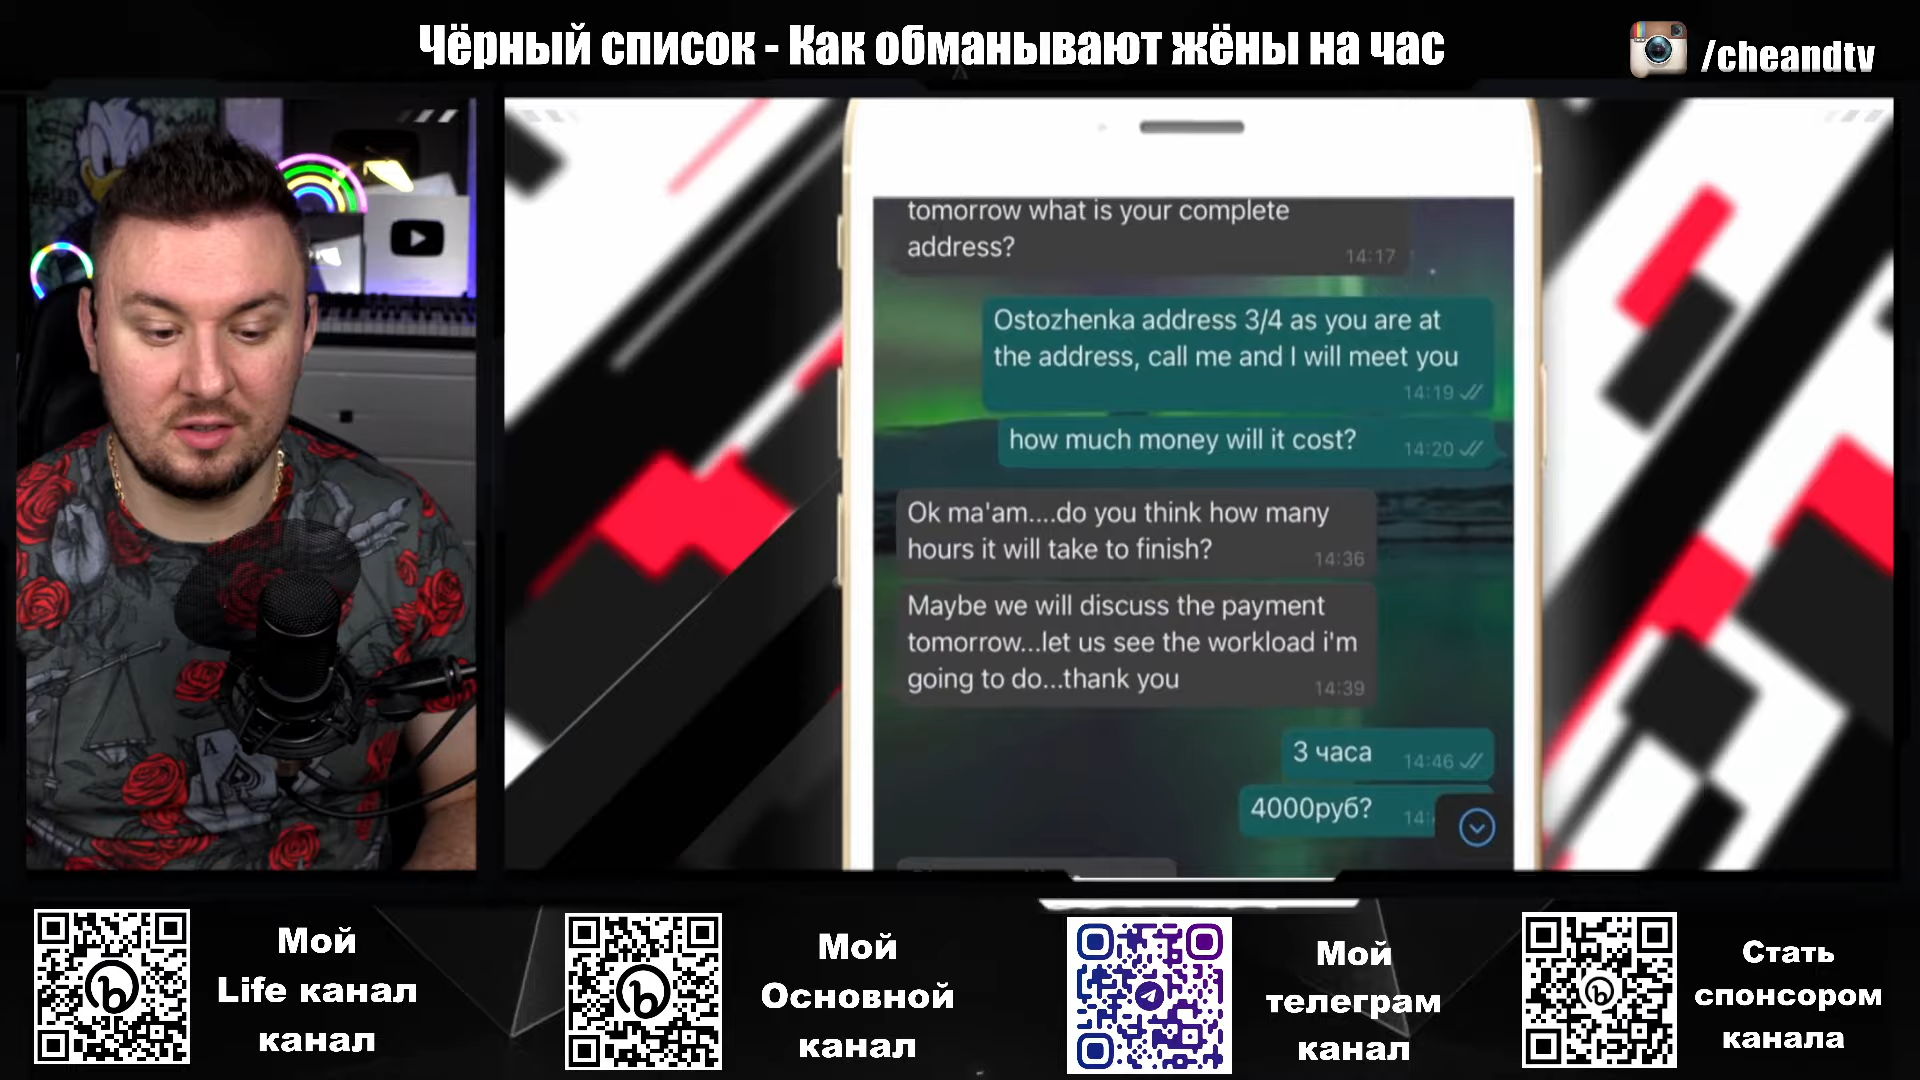 Чёрный список - Как обманывают жёны на час
/cheandtv
tomorrow what is your complete
address?
14:17
Ostozhenka address 3/4 as you are at
the address, call me and I will meet you
14:19
how much money will it cost?
14:20
Ok ma'am....do you think how many
hours it will take to finish?
14:36
Maybe we will discuss the payment
tomorrow...let us see the workload i'm
going to do...thank you
14:39
3 часа
14:46
4000руб?
Мой
Life канал
канал
Мой
Основной
канал
Мой
телеграм
канал
Стать
спонсором
канала